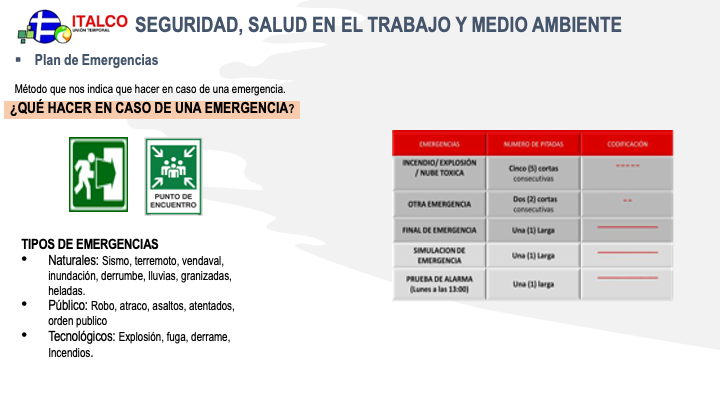 ITALCO
UNIÓN TEMPORAL
SEGURIDAD, SALUD EN EL TRABAJO Y MEDIO AMBIENTE
▪ Plan de Emergencias
Método que nos indica que hacer en caso de una emergencia.
¿QUÉ HACER EN CASO DE UNA EMERGENCIA?
PUNTO DE
ENCUENTRO
TIPOS DE EMERGENCIAS
• Naturales: Sismo, terremoto, vendaval,
inundación, derrumbe, lluvias, granizadas,
heladas.
• Público: Robo, atraco, asaltos, atentados,
orden publico
• Tecnológicos: Explosión, fuga, derrame,
Incendios.
EMERGENCIAS NUMERO DE PITADAS CODIFICACIÓN
INCENDIO/ EXPLOSIÓN
/ NUBE TOXICA
Cinco (5) cortas
consecutivas
- - - - -
OTRA EMERGENCIA
Dos (2) cortas
consecutivas
- -
FINAL DE EMERGENCIA Una (1) Larga
SIMULACION DE
EMERGENCIA
Una (1) Larga
PRUEBA DE ALARMA
(Lunes a las 13:00)
Una (1) larga